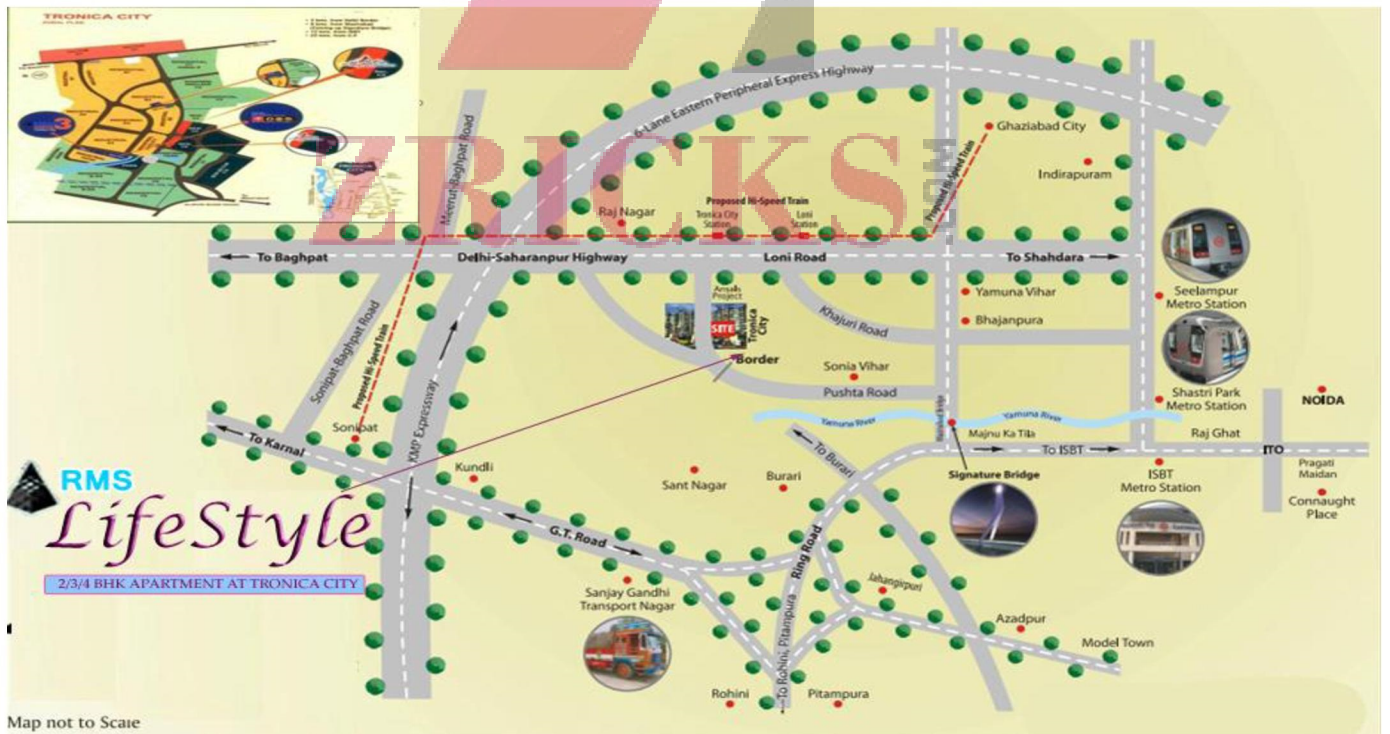 TRONICA CITY
ZRICKS
.COM
Meerut-Baghpat Road
6-Lane Eastern Peripheral Express Highway
Ghaziabad City
Proposed Hi-Speed Train
Indirapuram
Raj Nagar
Proposed Hi-Speed Train
Tronica City
Station
Loni
Station
To Baghpat
Delhi-Saharanpur Highway
Loni Road
To Shahdara
Sonipat-Baghpat Road
Proposed Hi-Speed Train
Ansals
Project
SITE
Tronica
City
Border
Khajuri Road
Yamuna Vihar
Bhajanpura
Seelampur
Metro Station
Sonia Vihar
Pushta Road
Shastri Park
Metro Station
NOIDA
Yamuna River
Yamuna River
Majnu Ka Tila
Raj Ghat
To Karnal
Sonipat
KMP Expressway
To Burari
To ISBT
ITO
Kundli
Sant Nagar
Burari
Signature Bridge
ISBT
Metro Station
Pragati
Maidan
Connaught
Place
RMS
LifeStyle
2/3/4 BHK APARTMENT AT TRONICA CITY
G.T. Road
Ring Road
Sanjay Gandhi
Transport Nagar
Jahangirpuri
Azadpur
Model Town
To Rohini, Pitampura
Rohini
Pitampura
Map not to Scale